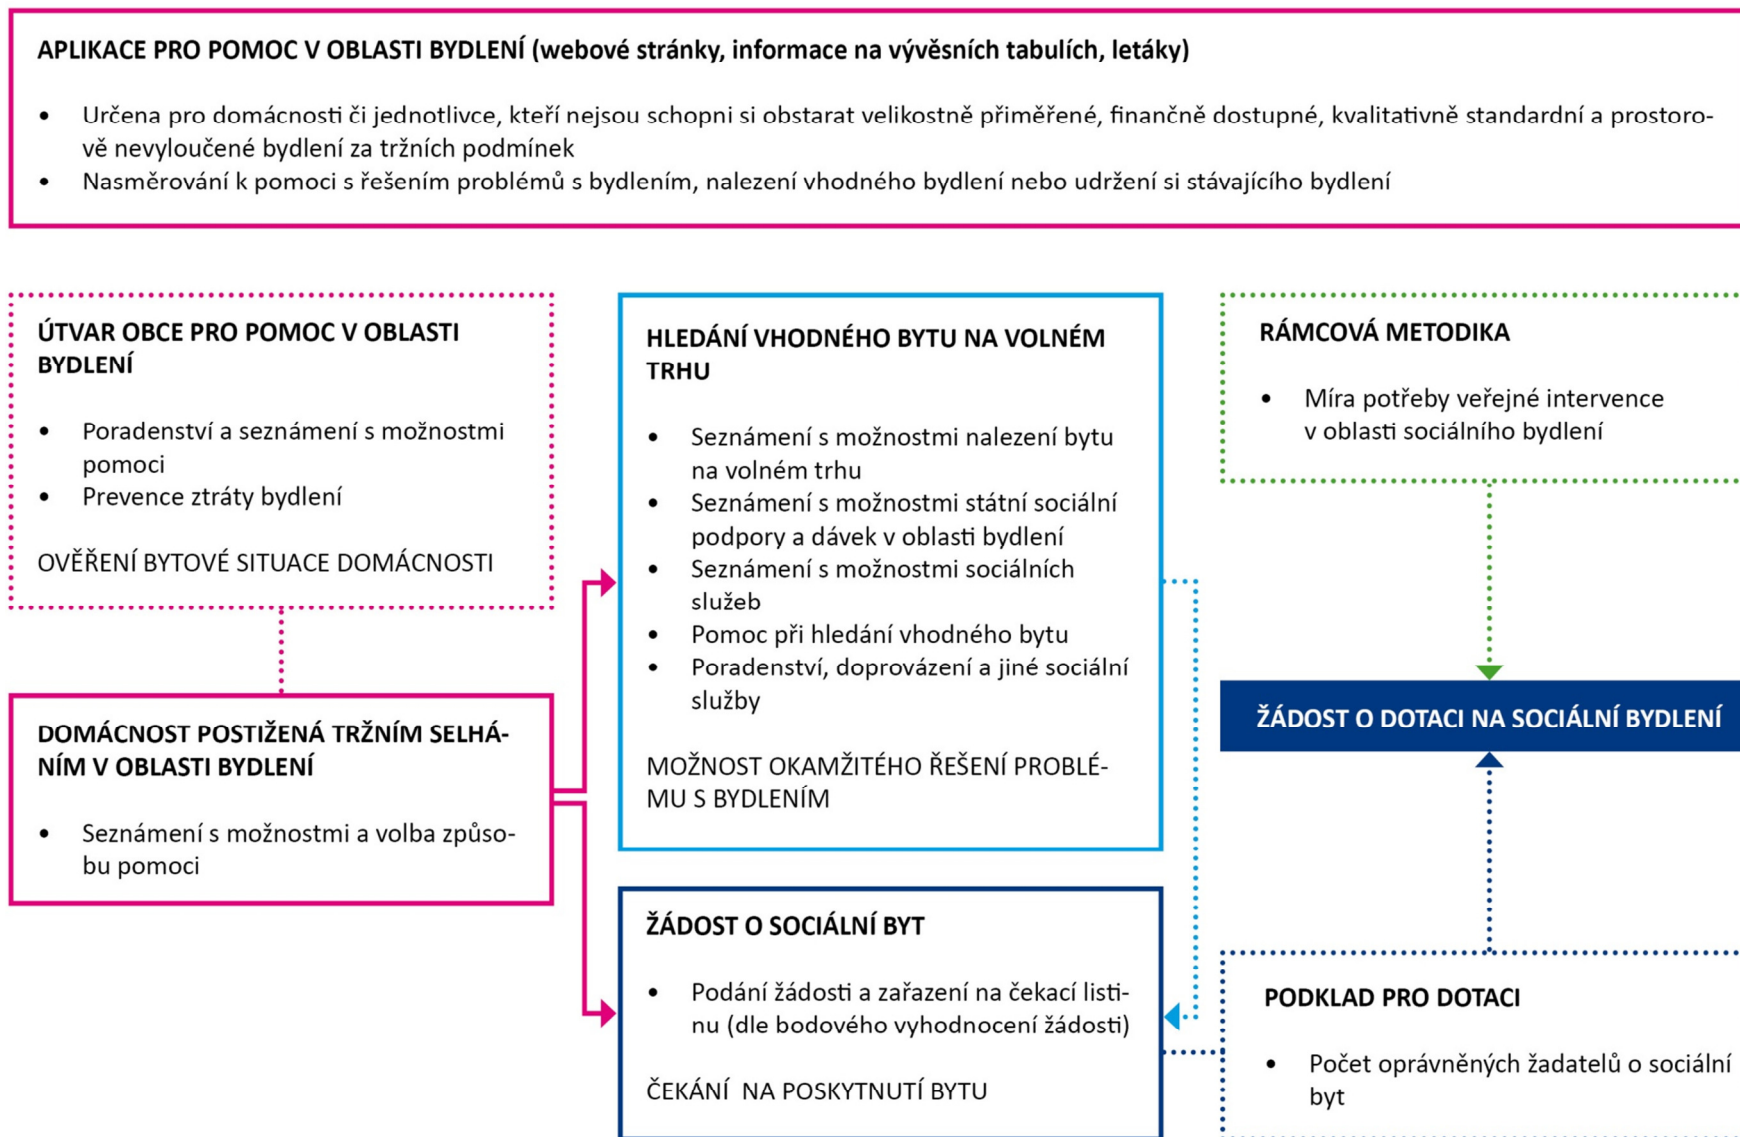 APLIKACE PRO POMOC V OBLASTI BYDLENÍ (webové stránky, informace na vývěsních tabulích, letáky)
• Určena pro domácnosti či jednotlivce, kteří nejsou schopni si obstarat velikostně přiměřené, finančně dostupné, kvalitativně standardní a prostoro-
vě nevyloučené bydlení za tržních podmínek
• Nasměrování k pomoci s řešením problémů s bydlením, nalezení vhodného bydlení nebo udržení si stávajícího bydlení
ÚTVAR OBCE PRO POMOC V OBLASTI
BYDLENÍ
• Poradenství a seznámení s možnostmi
pomoci
• Prevence ztráty bydlení
OVĚŘENÍ BYTOVÉ SITUACE DOMÁCNOSTI
DOMÁCNOST POSTIŽENÁ TRŽNÍM SELHÁ-
NÍM V OBLASTI BYDLENÍ
• Seznámení s možnostmi a volba způso-
bu pomoci
HLEDÁNÍ VHODNÉHO BYTU NA VOLNÉM
TRHU
• Seznámení s možnostmi nalezení bytu
na volném trhu
• Seznámení s možnostmi státní sociální
podpory a dávek v oblasti bydlení
• Seznámení s možnostmi sociálních
služeb
• Pomoc při hledání vhodného bytu
• Poradenství, doprovázení a jiné sociální
služby
MOŽNOST OKAMŽITÉHO ŘEŠENÍ PROBLÉ-
MU S BYDLENÍM
ŽÁDOST O SOCIÁLNÍ BYT
• Podání žádosti a zařazení na čekací listi-
nu (dle bodového vyhodnocení žádosti)
ČEKÁNÍ NA POSKYTNUTÍ BYTU
RÁMCOVÁ METODIKA
• Míra potřeby veřejné intervence
v oblasti sociálního bydlení
ŽÁDOST O DOTACI NA SOCIÁLNÍ BYDLENÍ
PODKLAD PRO DOTACI
• Počet oprávněných žadatelů o sociální
byt